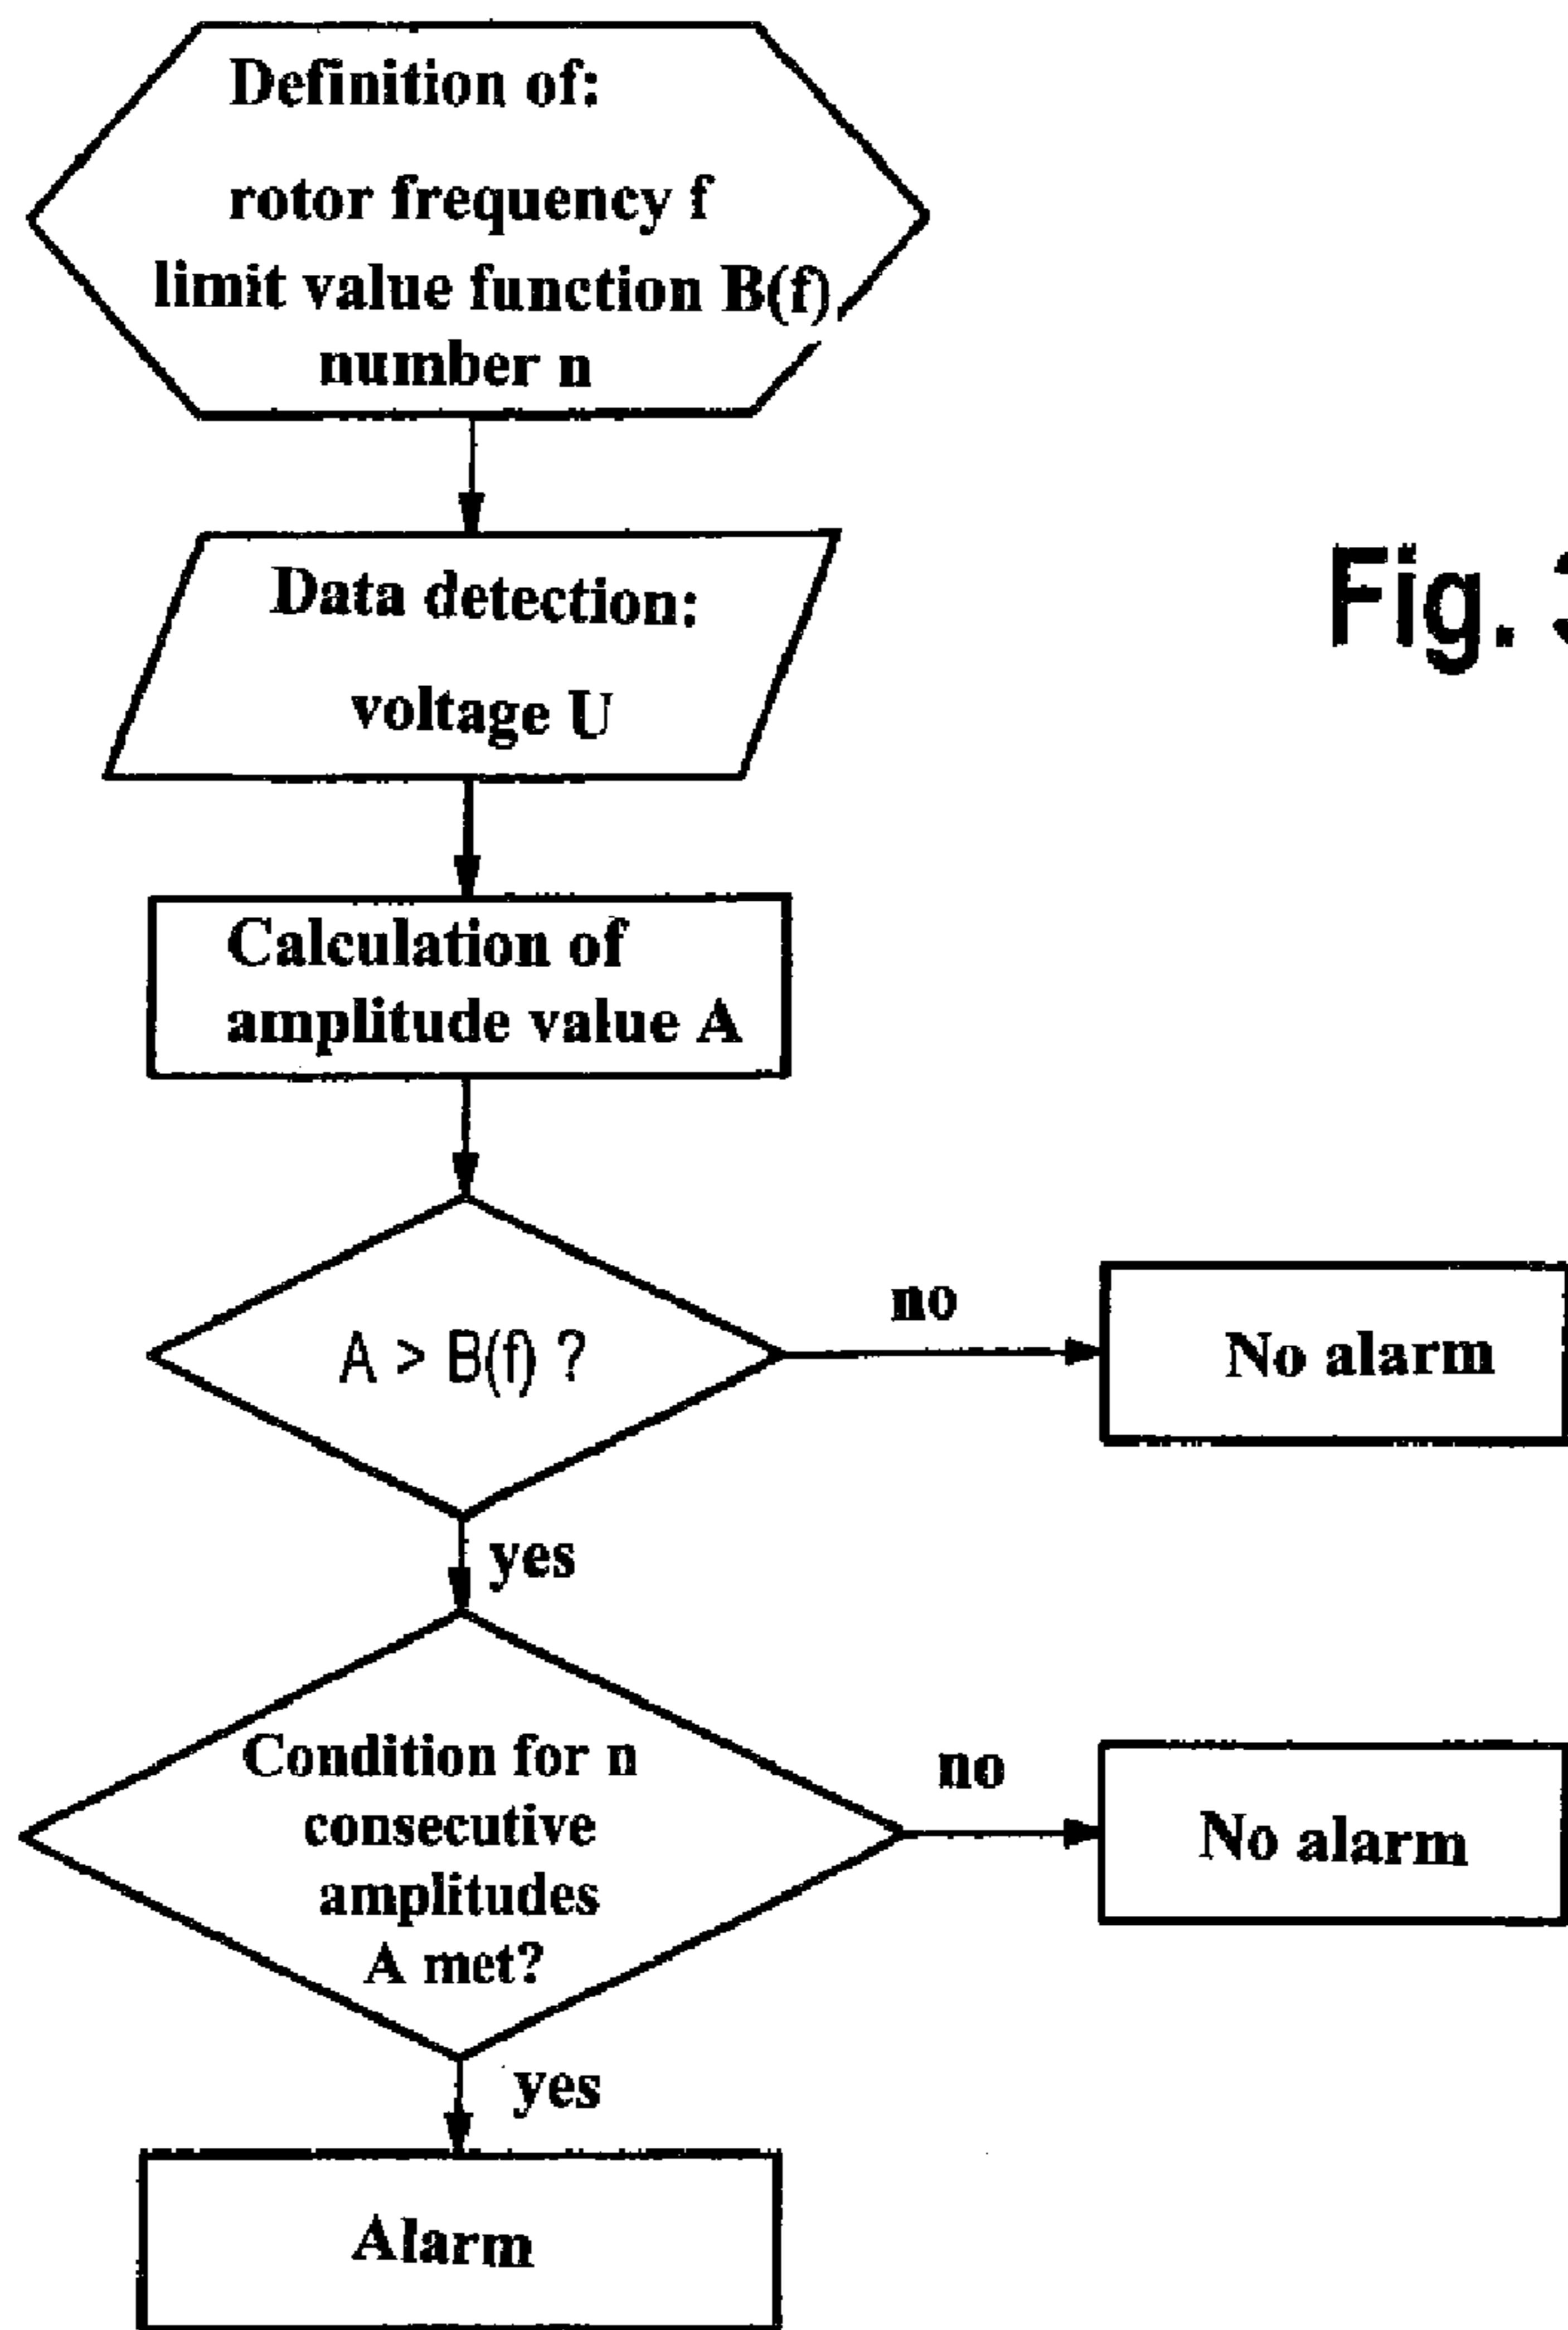 Definition of:
rotor frequency f
limit value function B(f),
number n
Data detection:
voltage U
Fig.
Calculation of
amplitude value A
A > B(f) ?
no
No alarm
yes
Condition for n
consecutive
amplitudes
A met?
no
No alarm
yes
Alarm